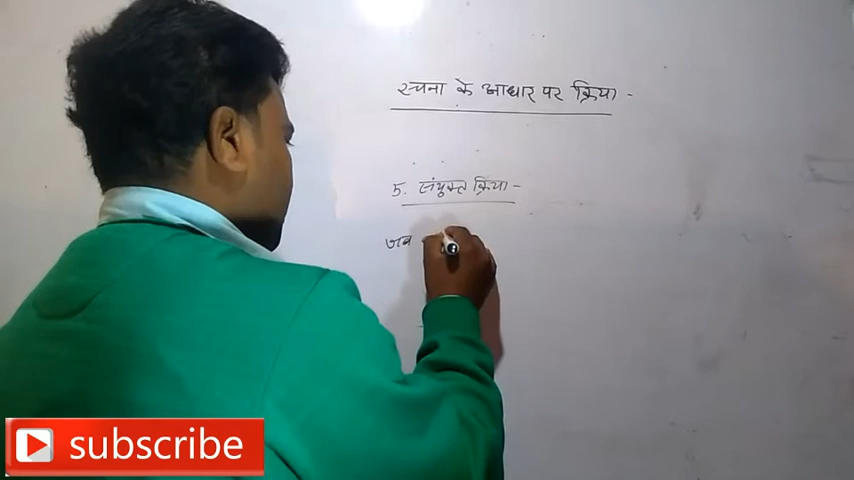 रचना के आधार पर क्रिया -
5. संयुक्त क्रिया -
जब
subscribe